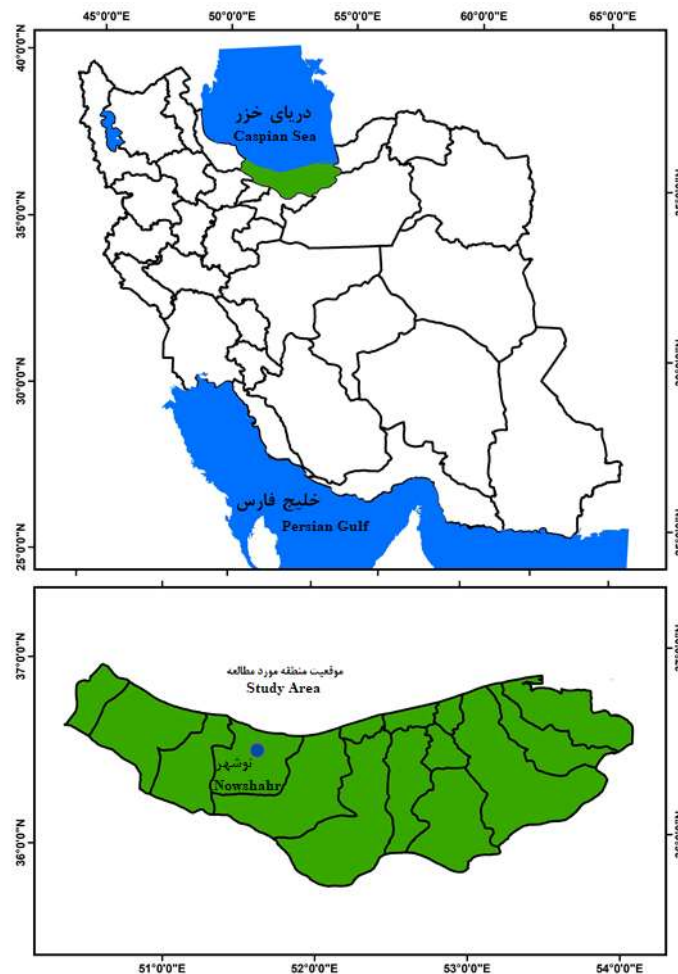 45°0'0"E 50°0'0"E 55°0'0"E 60°0'0"E 65°0'0"E
40°0'0"N
35°0'0"N
30°0'0"N
25°0'0"N
دریای خزر
Caspian Sea
خلیج فارس
Persian Gulf
37°0'0"N
36°0'0"N
موقعیت منطقه مورد مطالعه
Study Area
نوشهر
Nowshahr
51°0'0"E 52°0'0"E 53°0'0"E 54°0'0"E